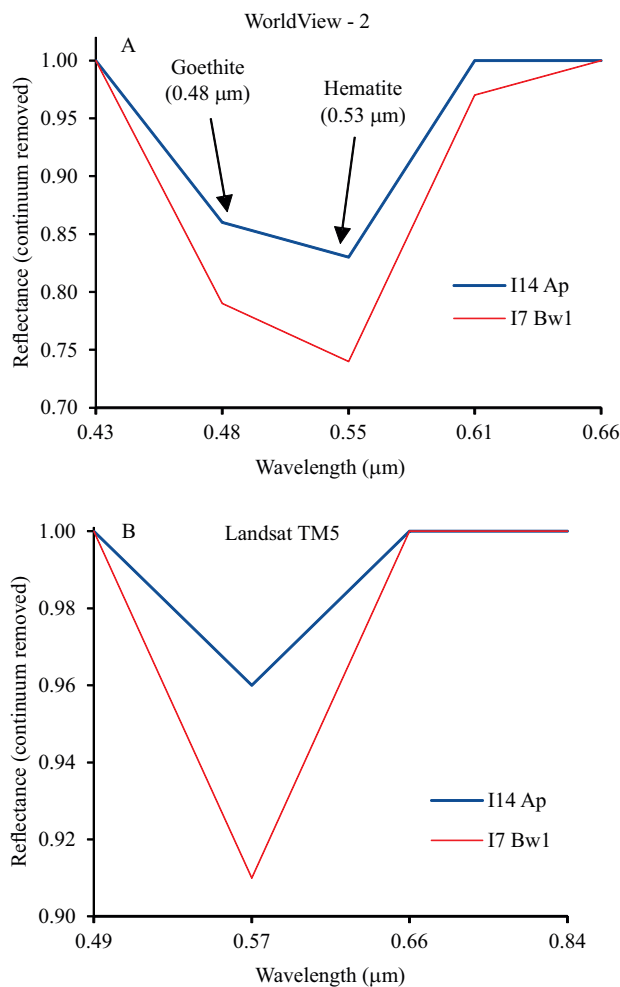 WorldView - 2
A
Goethite
(0.48 µm)
Hematite
(0.53 µm)
Reflectance (continuum removed)
1.00
0.95
0.90
0.85
0.80
0.75
0.70
I14 Ap
I7 Bw1
0.43 0.48 0.55 0.61 0.66
Wavelength (µm)
B
Landsat TM5
Reflectance (continuum removed)
1.00
0.98
0.96
0.94
0.92
0.90
I14 Ap
I7 Bw1
0.49 0.57 0.66 0.84
Wavelength (µm)